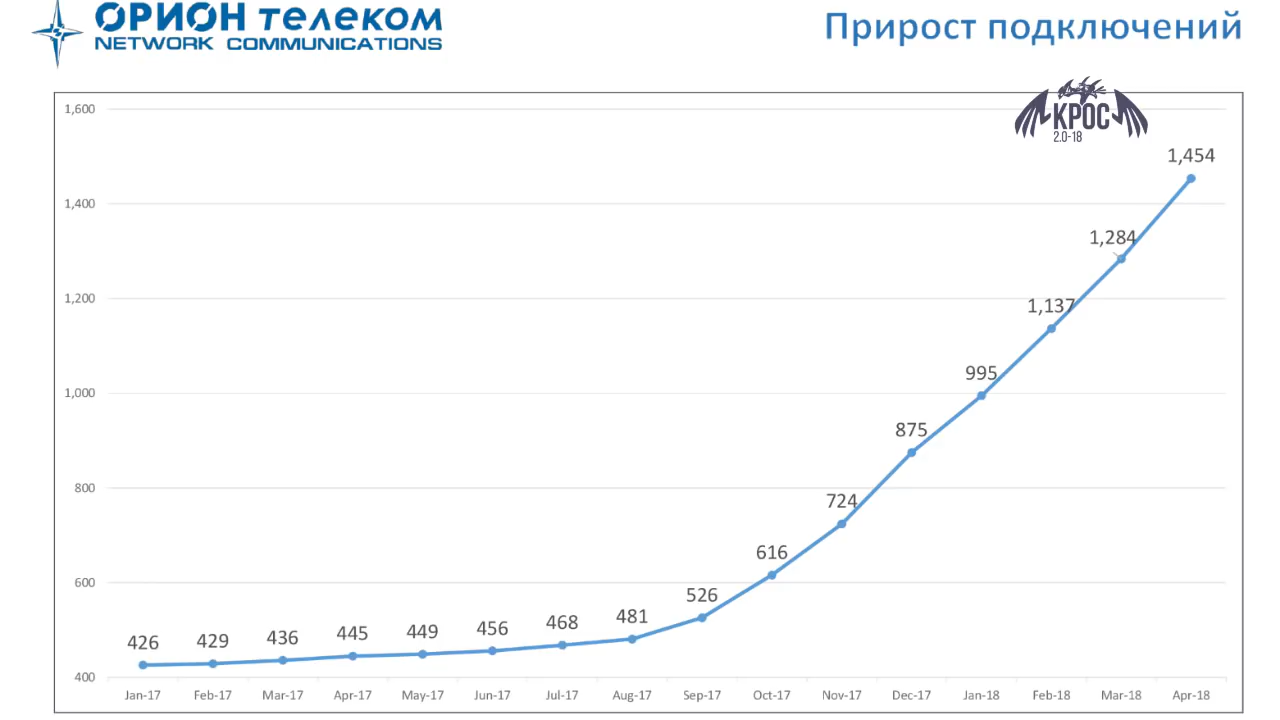 ОРИОН телеком
NETWORK COMMUNICATIONS
Прирост подключений
КРОС
2.0-18
1,600
1,400
1,200
1,000
800
600
400
426
429
436
445
449
456
468
481
526
616
724
875
995
1,137
1,284
1,454
Jan-17
Feb-17
Mar-17
Apr-17
May-17
Jun-17
Jul-17
Aug-17
Sep-17
Oct-17
Nov-17
Dec-17
Jan-18
Feb-18
Mar-18
Apr-18